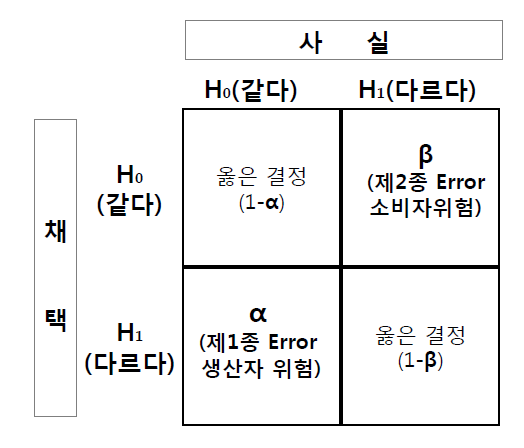 사 실
H₀(같다) H₁(다르다)
채
택
H₀
(같다)
옳은 결정
(1-α)
β
(제2종 Error
소비자위험)
H₁
(다르다)
α
(제1종 Error
생산자 위험)
옳은 결정
(1-β)